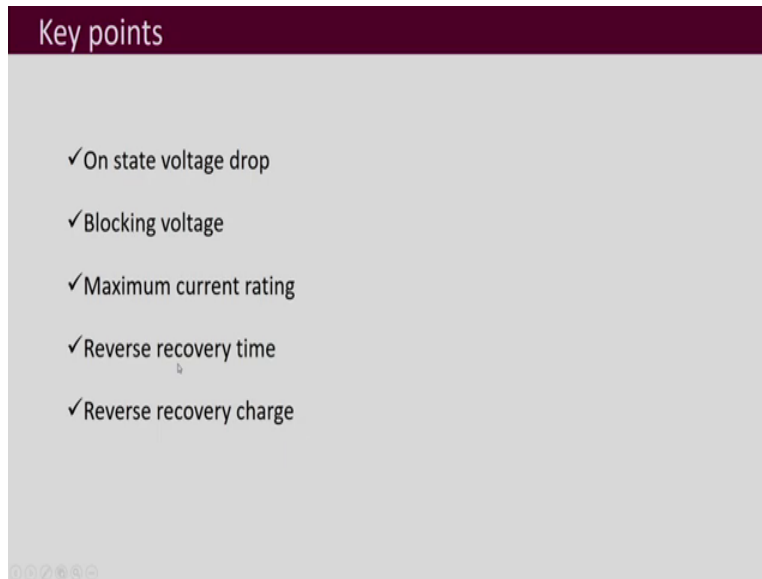 Key points
✓On state voltage drop
✓Blocking voltage
✓Maximum current rating
✓Reverse recovery time
✓Reverse recovery charge